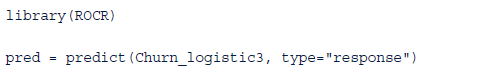 library(ROCR)
pred = predict(Churn_logistic3, type="response")